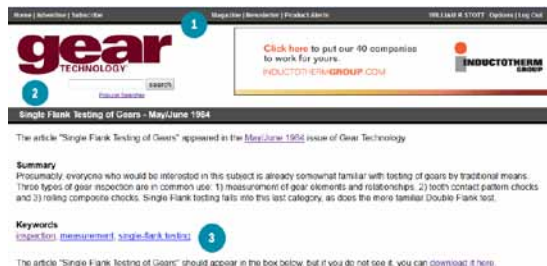 Home | Advertise | Subscribe
Magazine | Newsletter | Product Alerts
WILLIAM R STOTT Options | Log Out
1
gear
TECHNOLOGY
Click here to put our 40 companies
to work for yours.
INDUCTOTHERMGROUP.COM
INDUCTOTHERM
GROUP
2
search
Popular Searches
Single Flank Testing of Gears - May/June 1984
The article "Single Flank Testing of Gears" appeared in the May/June 1984 issue of Gear Technology
Summary
Presumably, everyone who would be interested in this subject is already somewhat familiar with testing of gears by traditional means.
Three types of gear inspection are in common use: 1) measurement of gear elements and relationships. 2) tooth contact pattern chocks
and 3) rolling composite chocks. Single Flank testing falls into this last category, as does the more familiar Double Flank test.
Keywords
inspection, measurement, single-flank testing
3
The article "Single Flank Testing of Gears" should appear in the box below, but if you do not see it, you can download it here.